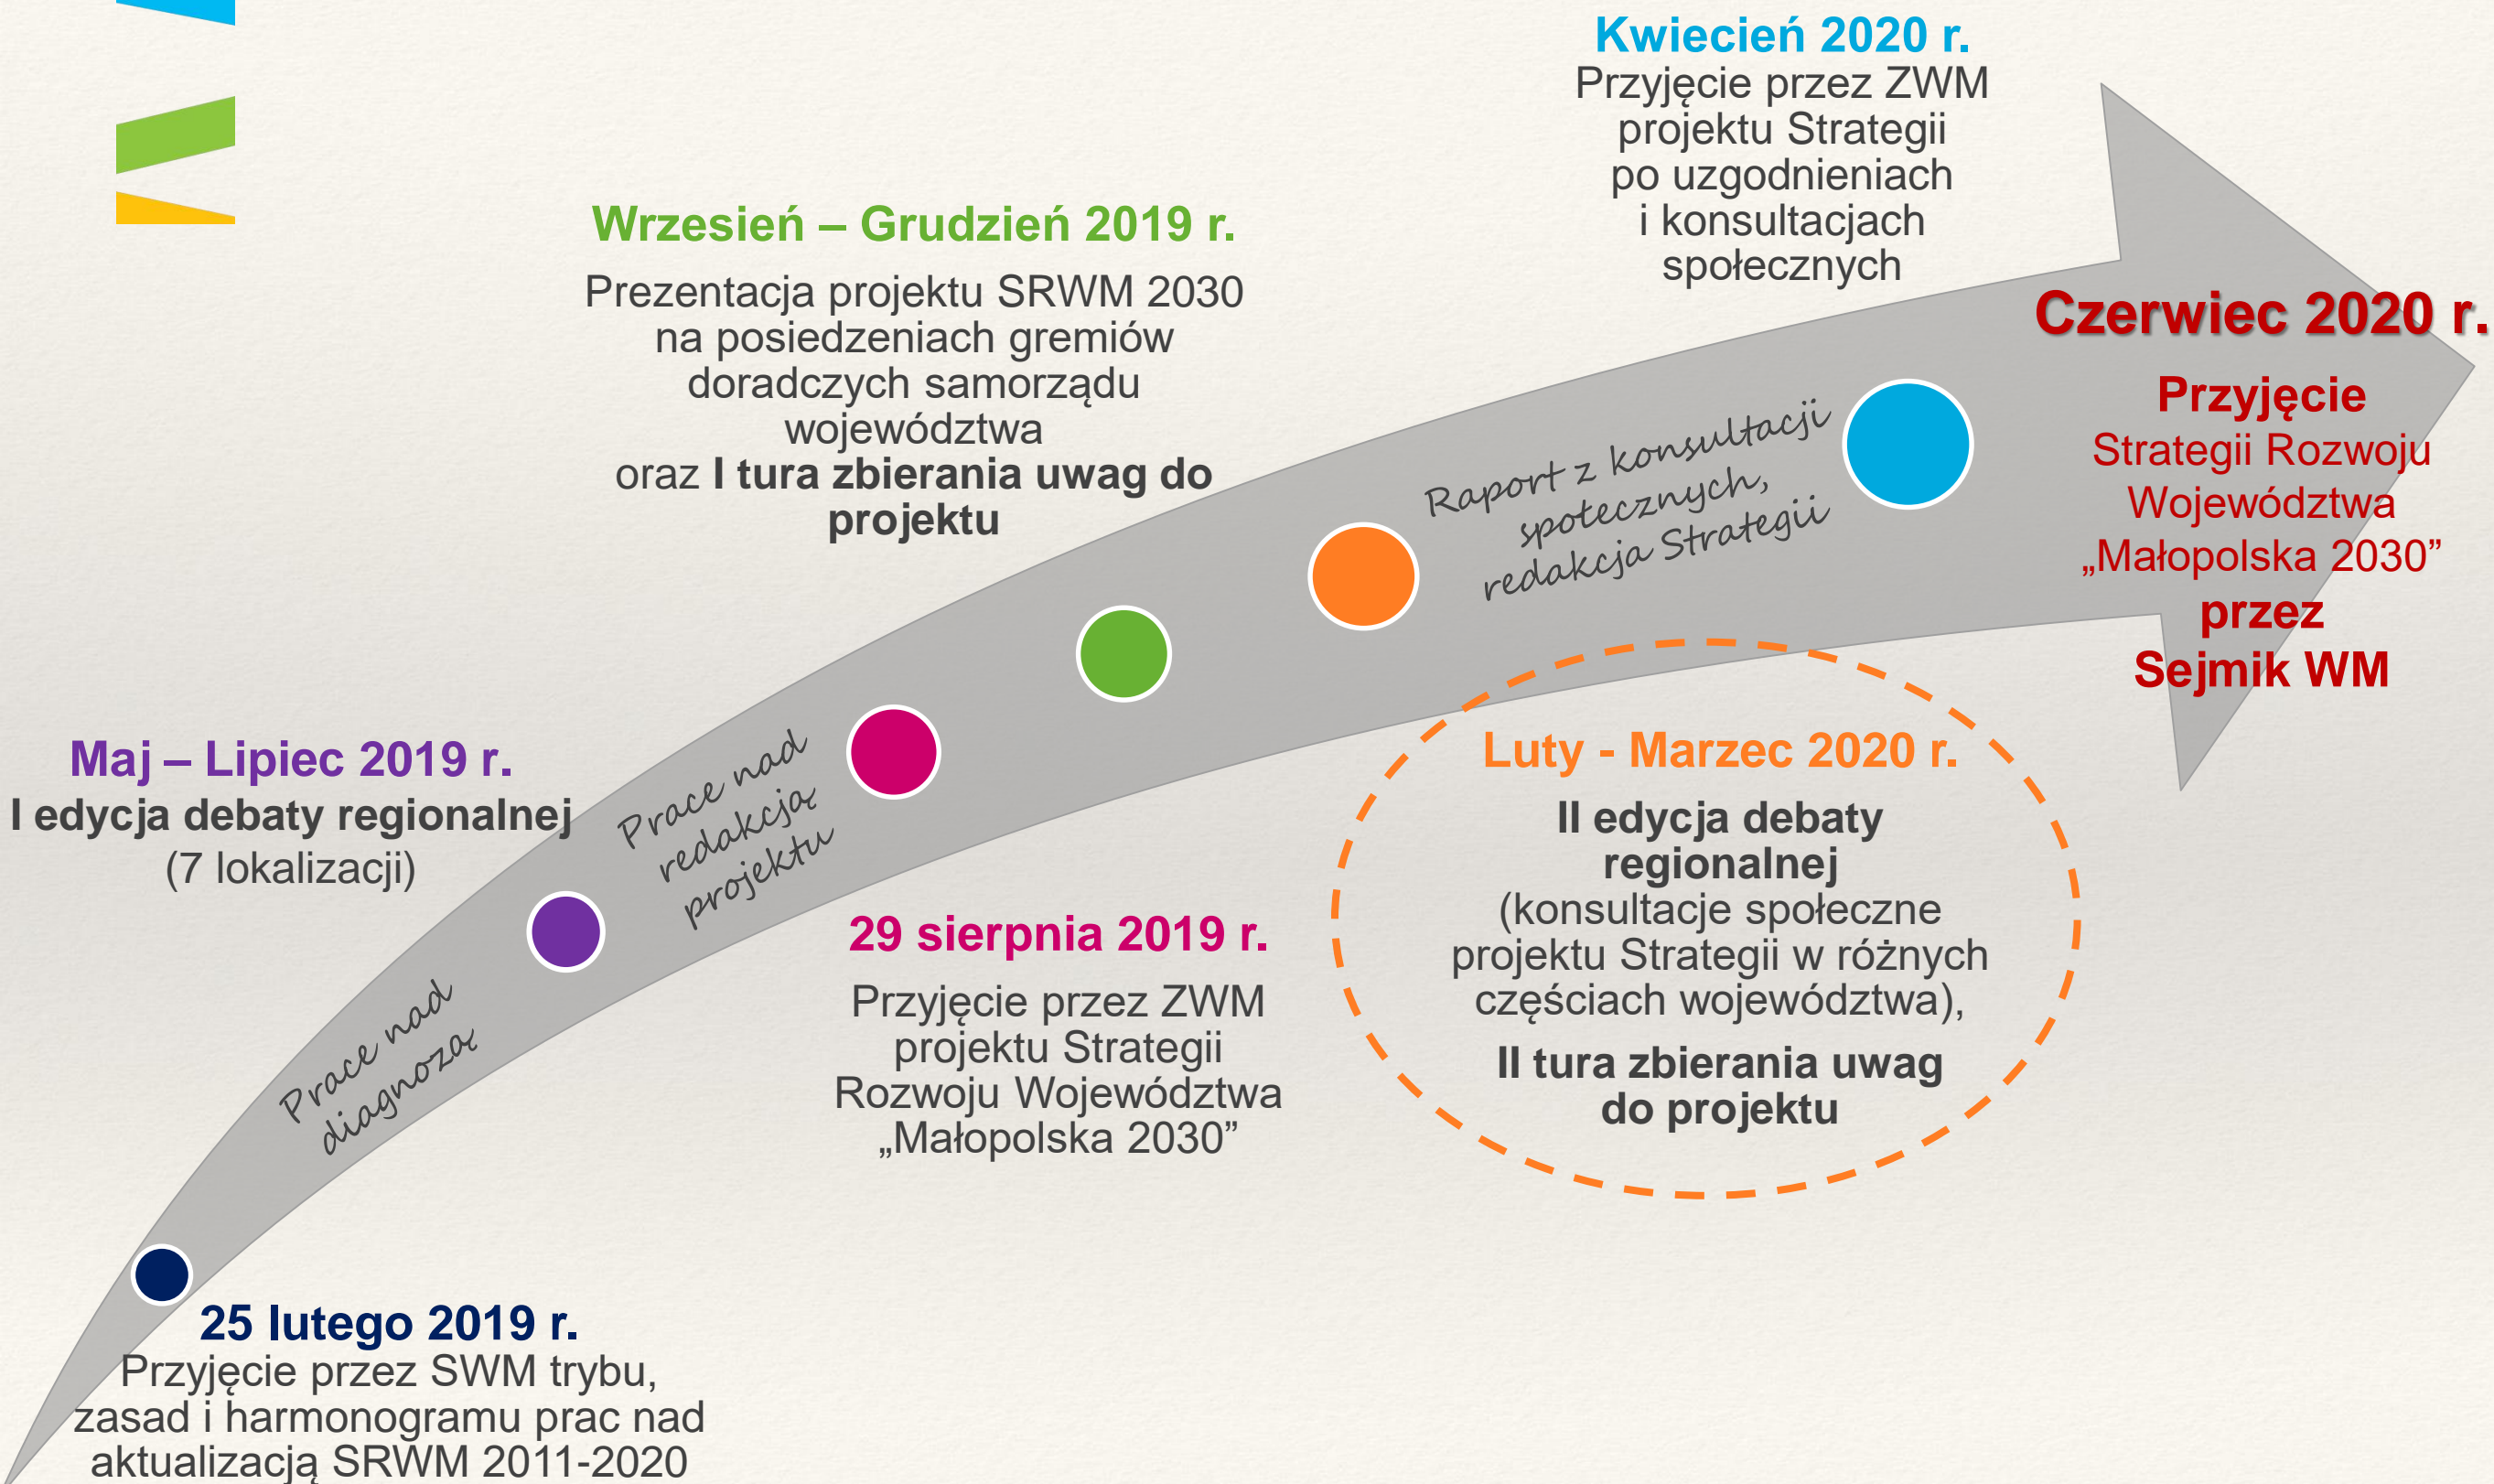 25 lutego 2019 r.
Przyjęcie przez SWM trybu,
zasad i harmonogramu prac nad
aktualizacją SRWM 2011-2020
Prace nad
diagnozą
Maj – Lipiec 2019 r.
I edycja debaty regionalnej
(7 lokalizacji)
Prace nad
redakcją
projektu
29 sierpnia 2019 r.
Przyjęcie przez ZWM
projektu Strategii
Rozwoju Województwa
„Małopolska 2030”
Wrzesień – Grudzień 2019 r.
Prezentacja projektu SRWM 2030
na posiedzeniach gremiów
doradczych samorządu
województwa
oraz I tura zbierania uwag do
projektu
Luty - Marzec 2020 r.
II edycja debaty
regionalnej
(konsultacje społeczne
projektu Strategii w różnych
częściach województwa),
II tura zbierania uwag
do projektu
Raport z konsultacji
społecznych,
redakcja Strategii
Kwiecień 2020 r.
Przyjęcie przez ZWM
projektu Strategii
po uzgodnieniach
i konsultacjach
społecznych
Czerwiec 2020 r.
Przyjęcie
Strategii Rozwoju
Województwa
„Małopolska 2030”
przez
Sejmik WM